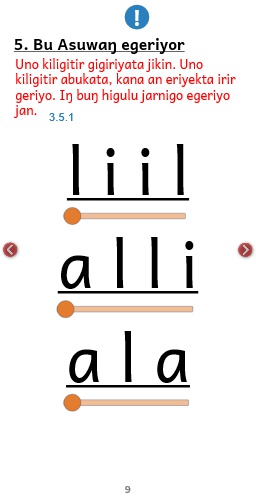 !
5. Bu Asuwaŋ egeriyor
Uno kiligitir gigiriyata jikin. Uno
kiligitir abukata, kana an eriyekta irir
geriyo. Iŋ buŋ higulu jarnigo egeriyo
jan.
3.5.1
l i i l
a l l i
a l a
9